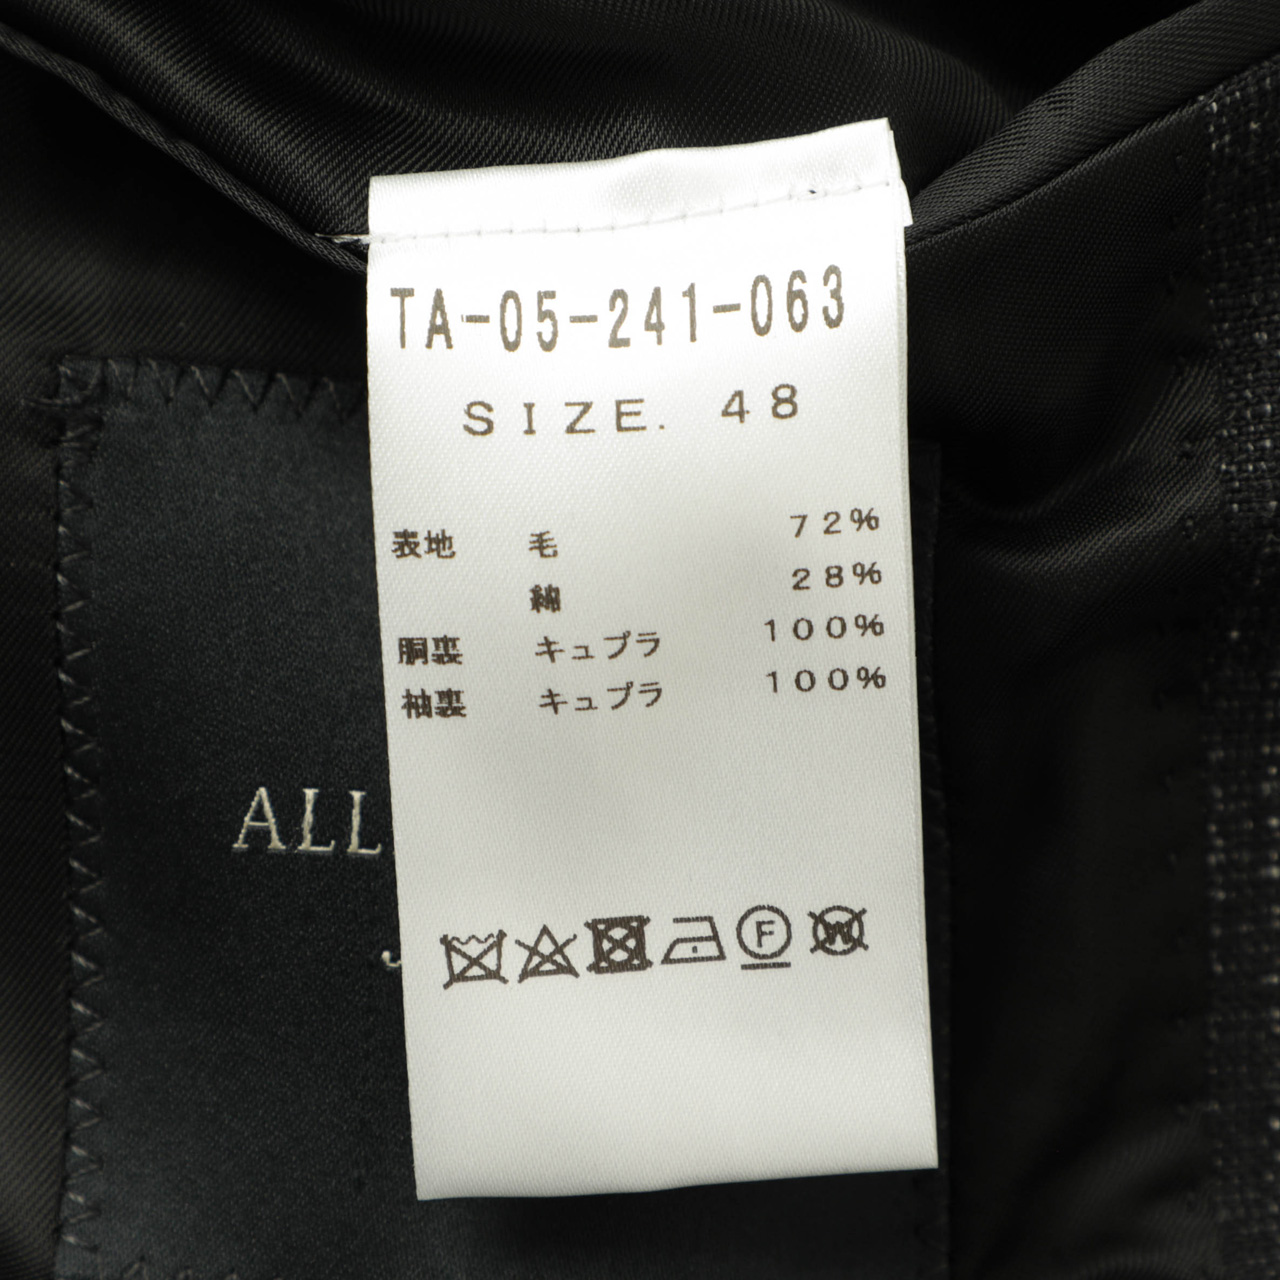 TA-05-241-063
SIZE. 48
表地 毛 72%
綿 28%
胴裏 キュプラ 100%
袖裏 キュプラ 100%
ALL
F
W